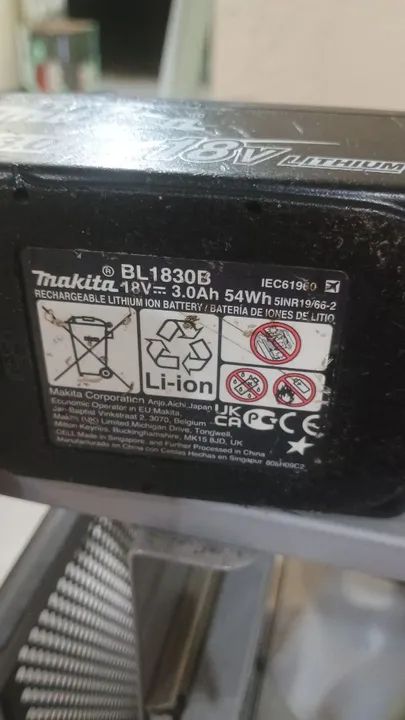 18V LITHIUM
makita® BL1830B IEC61960
18V 3.0Ah 54Wh 5INR19/66-2
RECHARGEABLE LITHIUM ION BATTERY / BATERÍA DE IONES DE LITIO
Li-ion
Makita Corporation Anjo, Aichi, Japan
Economic Operator in EU: Makita,
Jan-Baptist Vinkstraat 2, 3070, Belgium
Makita (UK) Limited Michigan Drive, Tongwell,
Milton Keynes, Buckinghamshire, MK15 8JD, UK
UK CA CE
CELL Made in Singapore, and Further Processed in China
Manufacturado en China con Celdas Hechas en Singapur